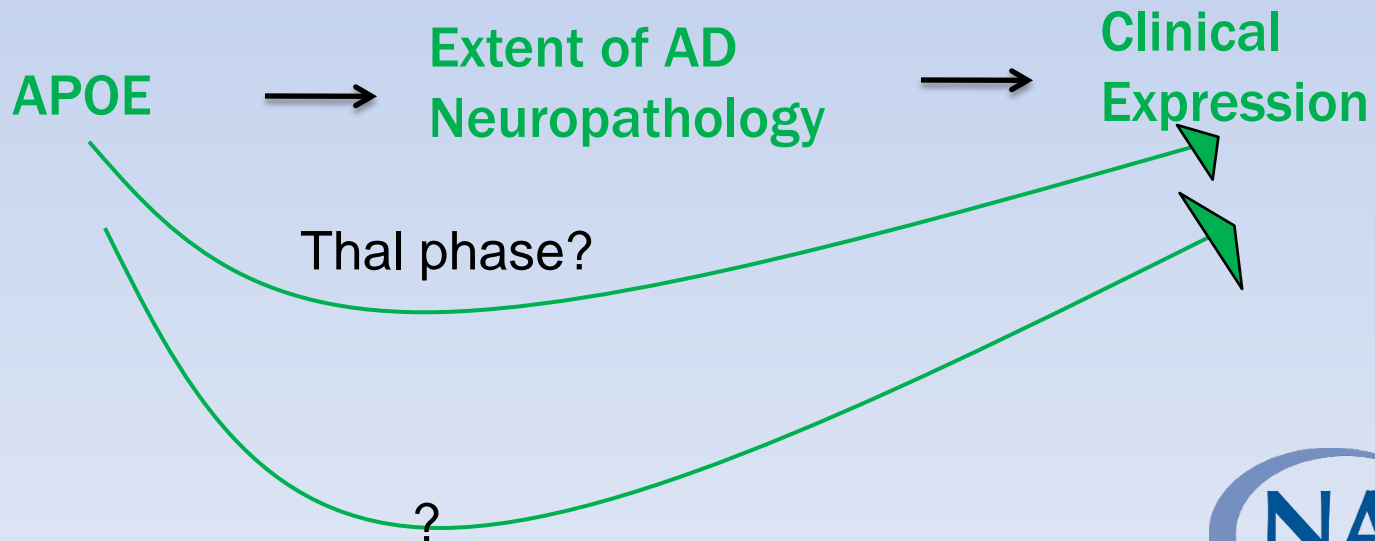 APOE
Extent of AD
Neuropathology
Clinical
Expression
Thal phase?
?